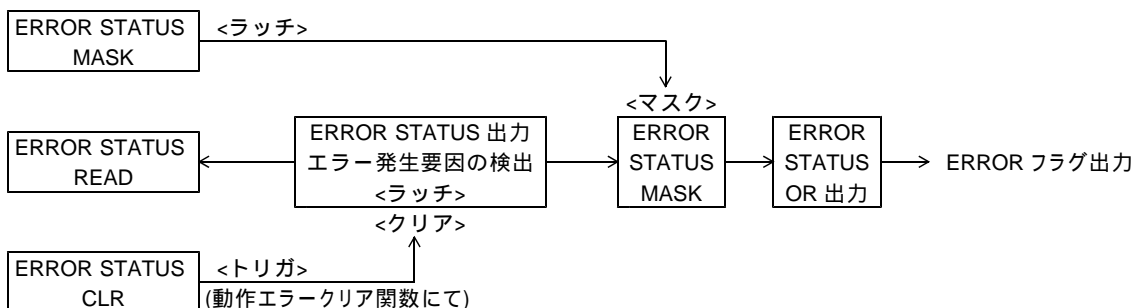 ERROR STATUS
MASK
<ラッチ>
<マスク>
ERROR STATUS
READ
ERROR STATUS 出力
エラー発生要因の検出
<ラッチ>
<クリア>
ERROR
STATUS
MASK
ERROR
STATUS
OR 出力
ERROR フラグ出力
ERROR STATUS
CLR
<トリガ>
(動作エラークリア関数にて)